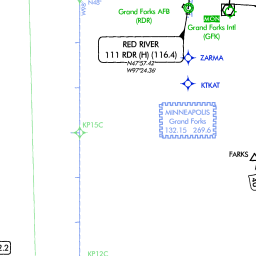 Grand Forks AFB
(RDR)
MON
Grand Forks Intl
(GFK)
RED RIVER
111 RDR (H) (116.4)
N47°57.42'
W97°24.36'
ZARMA
KTKAT
MINNEAPOLIS
Grand Forks
132.15 269.6
KP15C
FARKS
KP12C
2.2